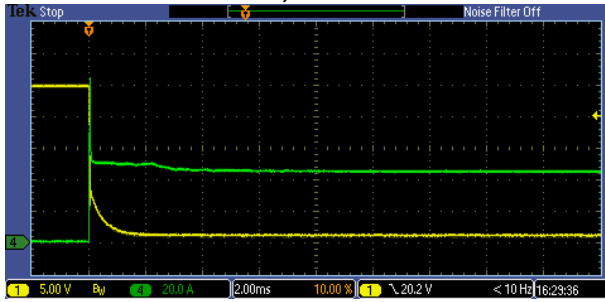 Tek Stop Noise Filter Off
T
4
1 5.00 V BW 4 20.0 A 2.00ms 10.00 % 1 20.2 V < 10 Hz 16:29:36